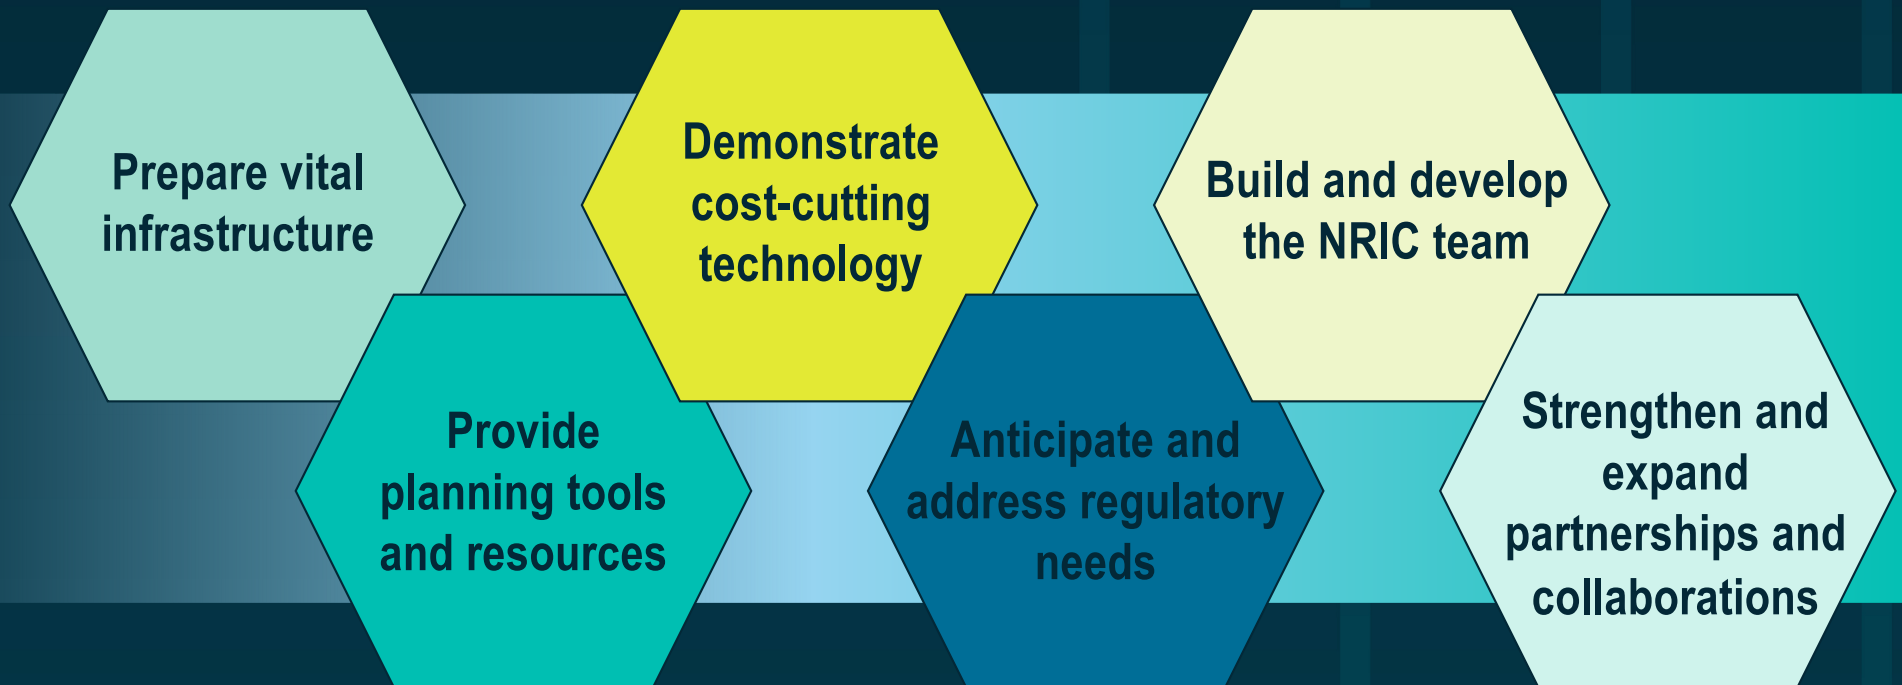 Prepare vital
infrastructure
Provide
planning tools
and resources
Demonstrate
cost-cutting
technology
Anticipate and
address regulatory
needs
Build and develop
the NRIC team
Strengthen and
expand
partnerships and
collaborations